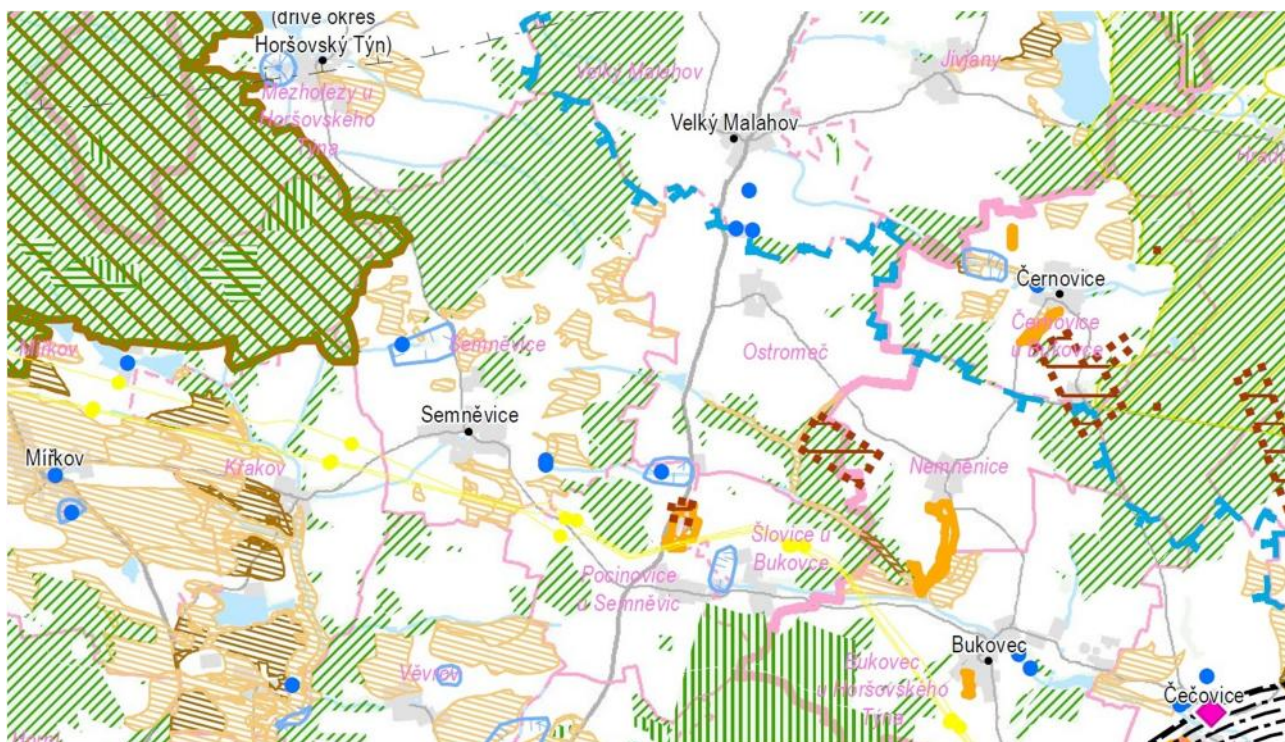 (dříve okres
Horšovský Týn)
Mezholezy u
Horšovského
Týna
Velký Malahov
Jivjany
Velký Malahov
Černovice
Černovice
u Bukovce
Mířkov
Semněvice
Ostromeč
Semněvice
Mířkov
Křakov
Nemněnice
Šlovice u
Bukovce
Pocinovice
u Semněvic
Bukovec
Bukovec
u Horšovského
Týna
Věvrov
Čečovice